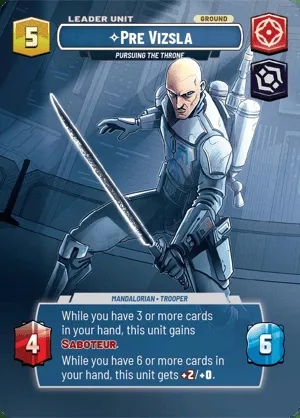 LEADER UNIT
GROUND
5
✧PRE VIZSLA
PURSUING THE THRONE
MANDALORIAN • TROOPER
While you have 3 or more cards
in your hand, this unit gains
SABOTEUR.
While you have 6 or more cards in
your hand, this unit gets +2/+0.
4
6